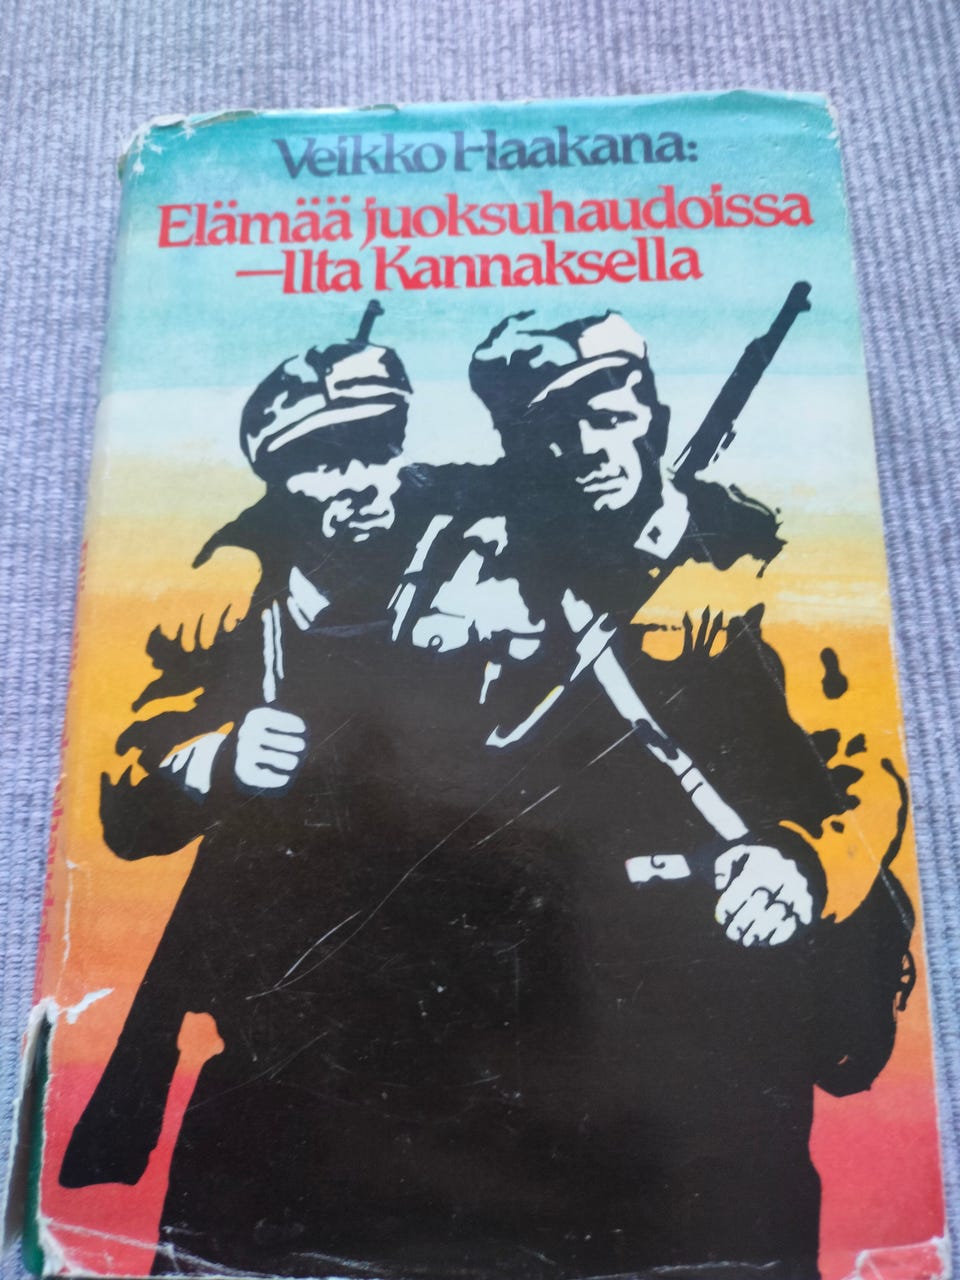 Veikko Haakana:
Elämää juoksuhaudoissa
—Ilta Kannaksella